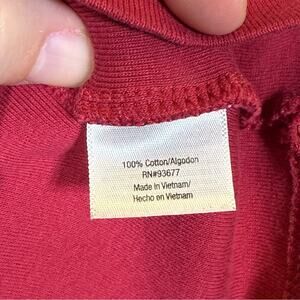 100% Cotton/Algodon
RN#93677
Made in Vietnam/
Hecho en Vietnam